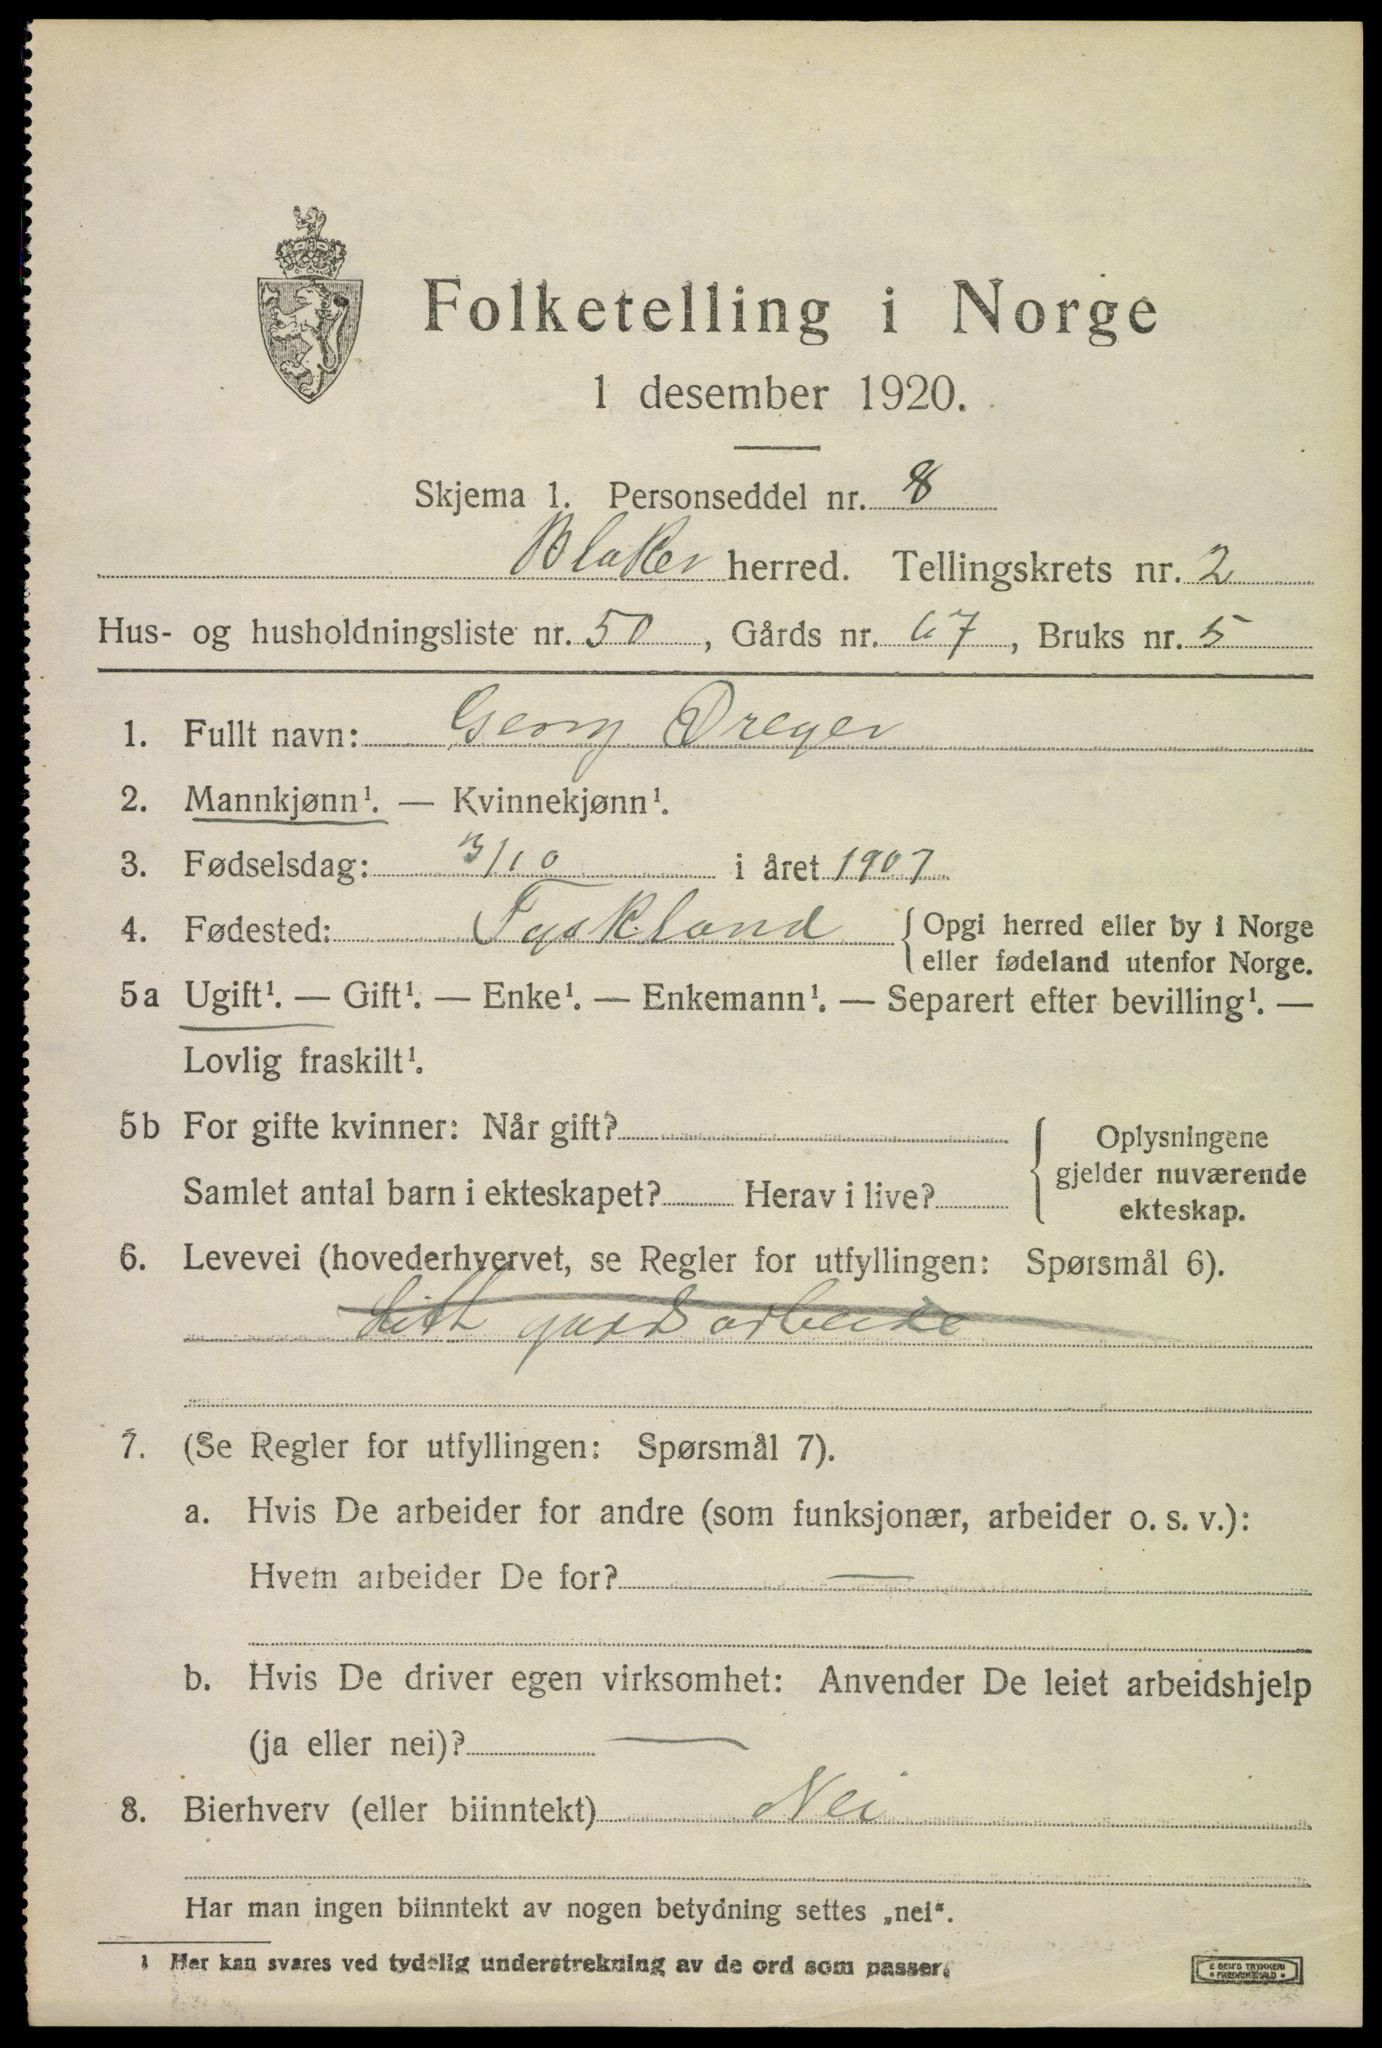 Folketelling i Norge
1 desember 1920.
Skjema 1. Personseddel nr. 8
Blaker herred. Tellingskrets nr. 2
Hus- og husholdningsliste nr. 50, Gårds nr. 67, Bruks nr. 5
1. Fullt navn: Georg Dreyer
2. Mannkjønn¹. — Kvinnekjønn¹.
3. Fødselsdag: 3/10 i året 1907
4. Fødested: Tyskland { Opgi herred eller by i Norge
eller fødeland utenfor Norge.
5a Ugift¹. — Gift¹. — Enke¹. — Enkemann¹. — Separert efter bevilling¹. —
Lovlig fraskilt¹.
5b For gifte kvinner: Når gift?
Samlet antal barn i ekteskapet? Herav i live?
{ Oplysningene
gjelder nuværende
ekteskap.
6. Levevei (hovederhvervet, se Regler for utfyllingen: Spørsmål 6).
Litt gardsarbeide
7. (Se Regler for utfyllingen: Spørsmål 7).
a. Hvis De arbeider for andre (som funksjonær, arbeider o. s. v.):
Hvem arbeider De for? —
b. Hvis De driver egen virksomhet: Anvender De leiet arbeidshjelp
(ja eller nei)? —
8. Bierhverv (eller biinntekt) Nei
Har man ingen biinntekt av nogen betydning settes „nei“.
1 Her kan svares ved tydelig understrekning av de ord som passer.
E SEM'S TRYKKERI
• FREDRIKSHALD •